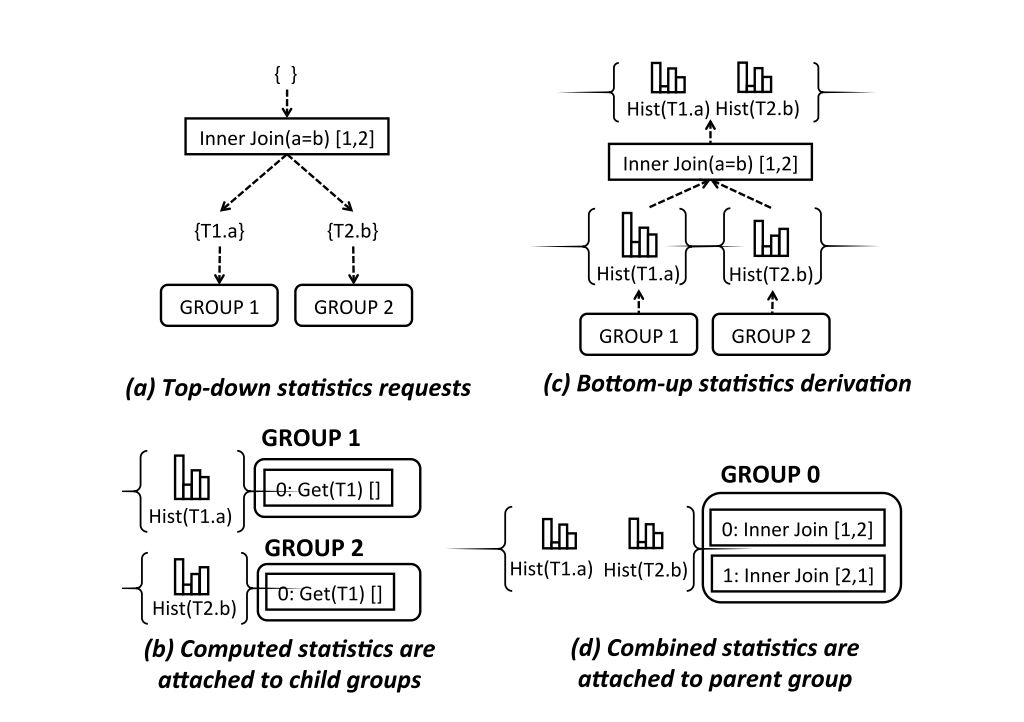 { }
Inner Join(a=b) [1,2]
{T1.a}
{T2.b}
GROUP 1
GROUP 2
(a) Top-down statistics requests
Hist(T1.a) Hist(T2.b)
Inner Join(a=b) [1,2]
Hist(T1.a)
Hist(T2.b)
GROUP 1
GROUP 2
(c) Bottom-up statistics derivation
GROUP 1
0: Get(T1) []
Hist(T1.a)
GROUP 2
0: Get(T1) []
Hist(T2.b)
(b) Computed statistics are
attached to child groups
GROUP 0
0: Inner Join [1,2]
Hist(T1.a) Hist(T2.b)
1: Inner Join [2,1]
(d) Combined statistics are
attached to parent group